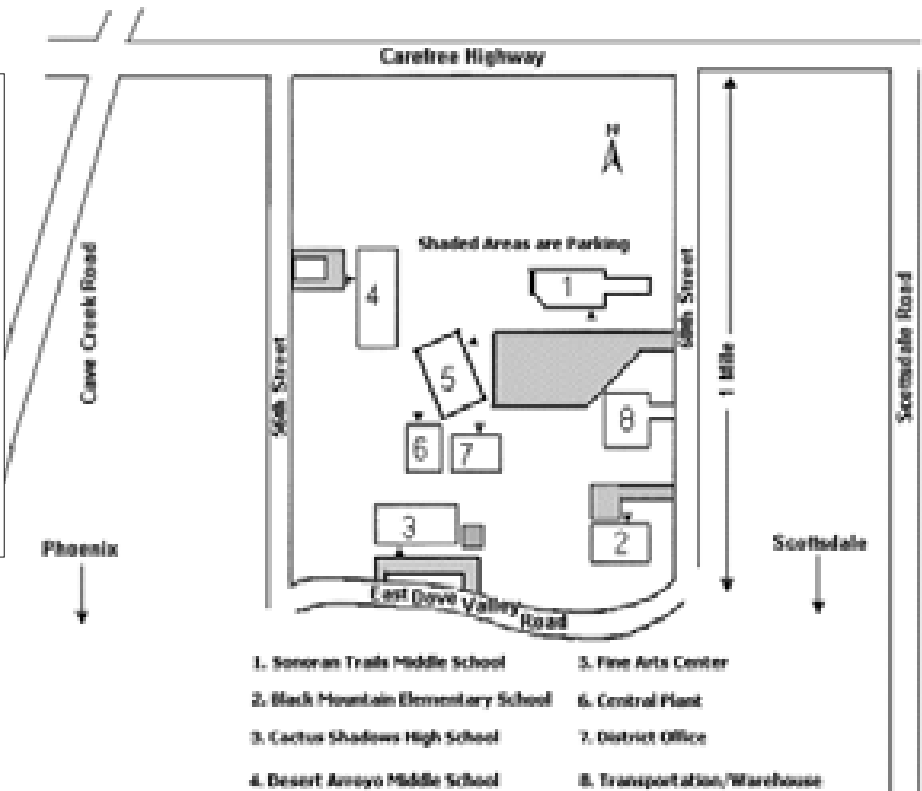 Carefree Highway
N
Shaded Areas are Parking
1
4
5
8
6
7
3
2
Cave Creek Road
56th Street
60th Street
1 Mile
Scottsdale Road
Phoenix
Scottsdale
East Dove Valley Road
1. Sonoran Trails Middle School
2. Black Mountain Elementary School
3. Cactus Shadows High School
4. Desert Arroyo Middle School
5. Fine Arts Center
6. Central Plant
7. District Office
8. Transportation/Warehouse